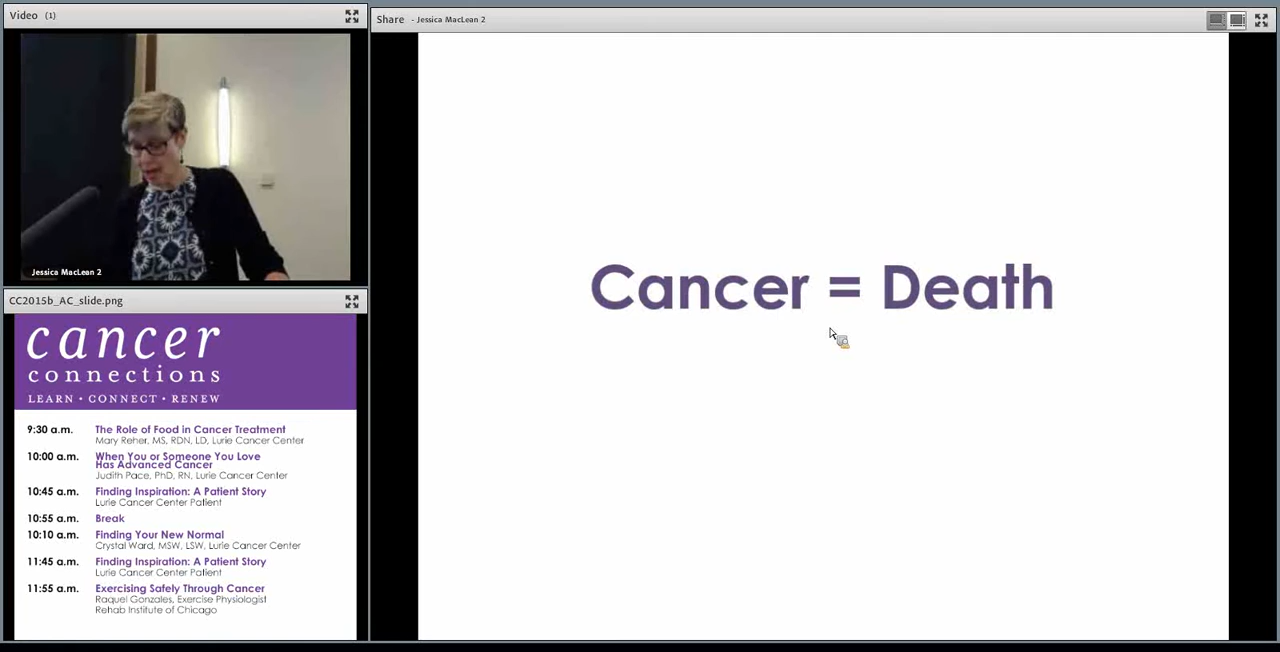 Video (1)
Jessica MacLean 2
CC2015b_AC_slide.png
cancer
connections
LEARN • CONNECT • RENEW
9:30 a.m. The Role of Food in Cancer Treatment
Mary Reher, MS, RDN, LD, Lurie Cancer Center
10:00 a.m. When You or Someone You Love
Has Advanced Cancer
Judith Pace, PhD, RN, Lurie Cancer Center
10:45 a.m. Finding Inspiration: A Patient Story
Lurie Cancer Center Patient
10:55 a.m. Break
10:10 a.m. Finding Your New Normal
Crystal Ward, MSW, LSW, Lurie Cancer Center
11:45 a.m. Finding Inspiration: A Patient Story
Lurie Cancer Center Patient
11:55 a.m. Exercising Safely Through Cancer
Raquel Gonzales, Exercise Physiologist
Rehab Institute of Chicago
Share - Jessica MacLean 2
Cancer = Death